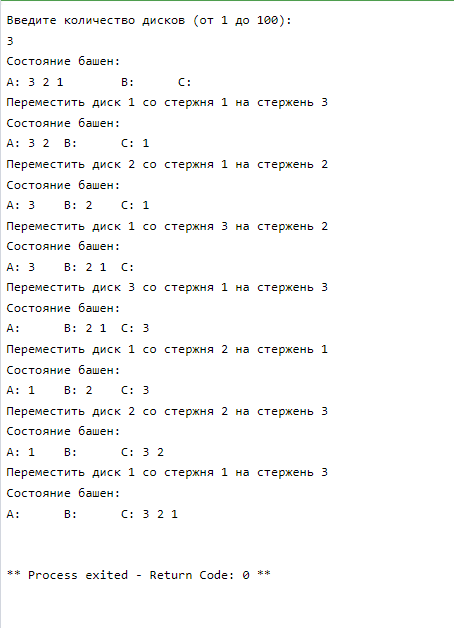 Введите количество дисков (от 1 до 100):
3
Состояние башен:
A: 3 2 1        B:      C:
Переместить диск 1 со стержня 1 на стержень 3
Состояние башен:
A: 3 2  B:      C: 1
Переместить диск 2 со стержня 1 на стержень 2
Состояние башен:
A: 3    B: 2    C: 1
Переместить диск 1 со стержня 3 на стержень 2
Состояние башен:
A: 3    B: 2 1  C:
Переместить диск 3 со стержня 1 на стержень 3
Состояние башен:
A:      B: 2 1  C: 3
Переместить диск 1 со стержня 2 на стержень 1
Состояние башен:
A: 1    B: 2    C: 3
Переместить диск 2 со стержня 2 на стержень 3
Состояние башен:
A: 1    B:      C: 3 2
Переместить диск 1 со стержня 1 на стержень 3
Состояние башен:
A:      B:      C: 3 2 1
** Process exited - Return Code: 0 **